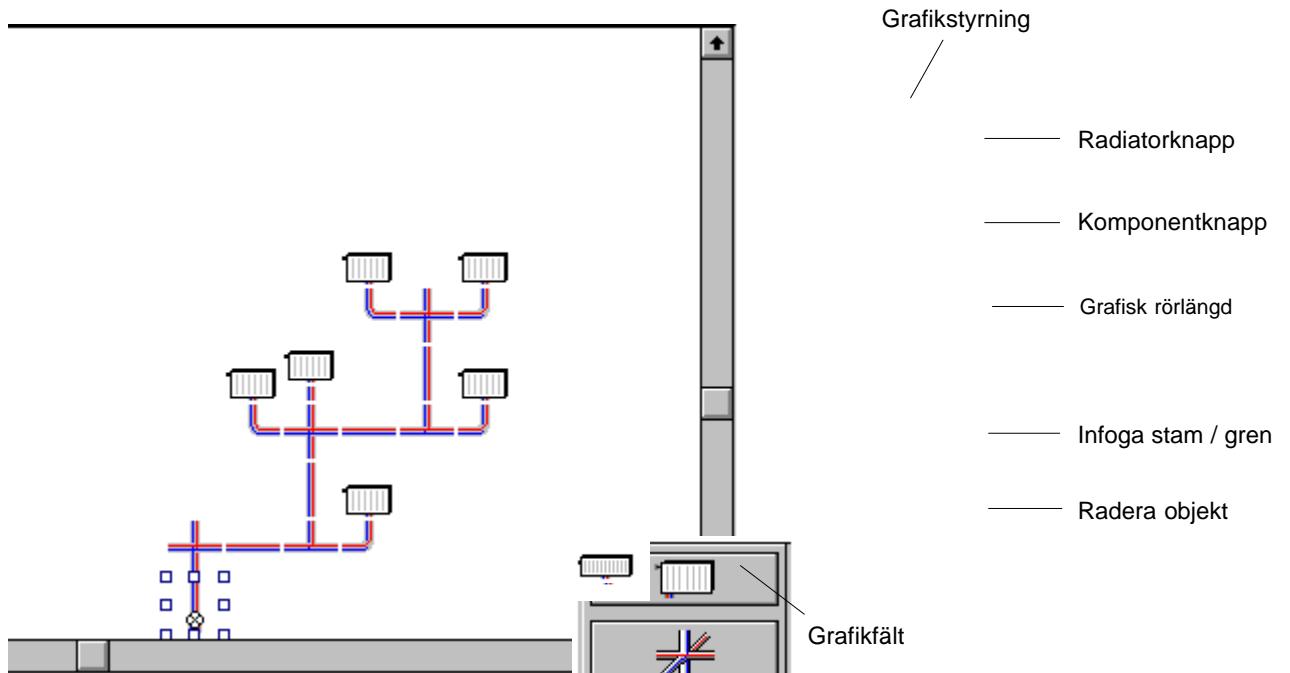 Grafikstyrning
Radiatorknapp
Komponentknapp
Grafisk rörlängd
Infoga stam / gren
Radera objekt
Grafikfält